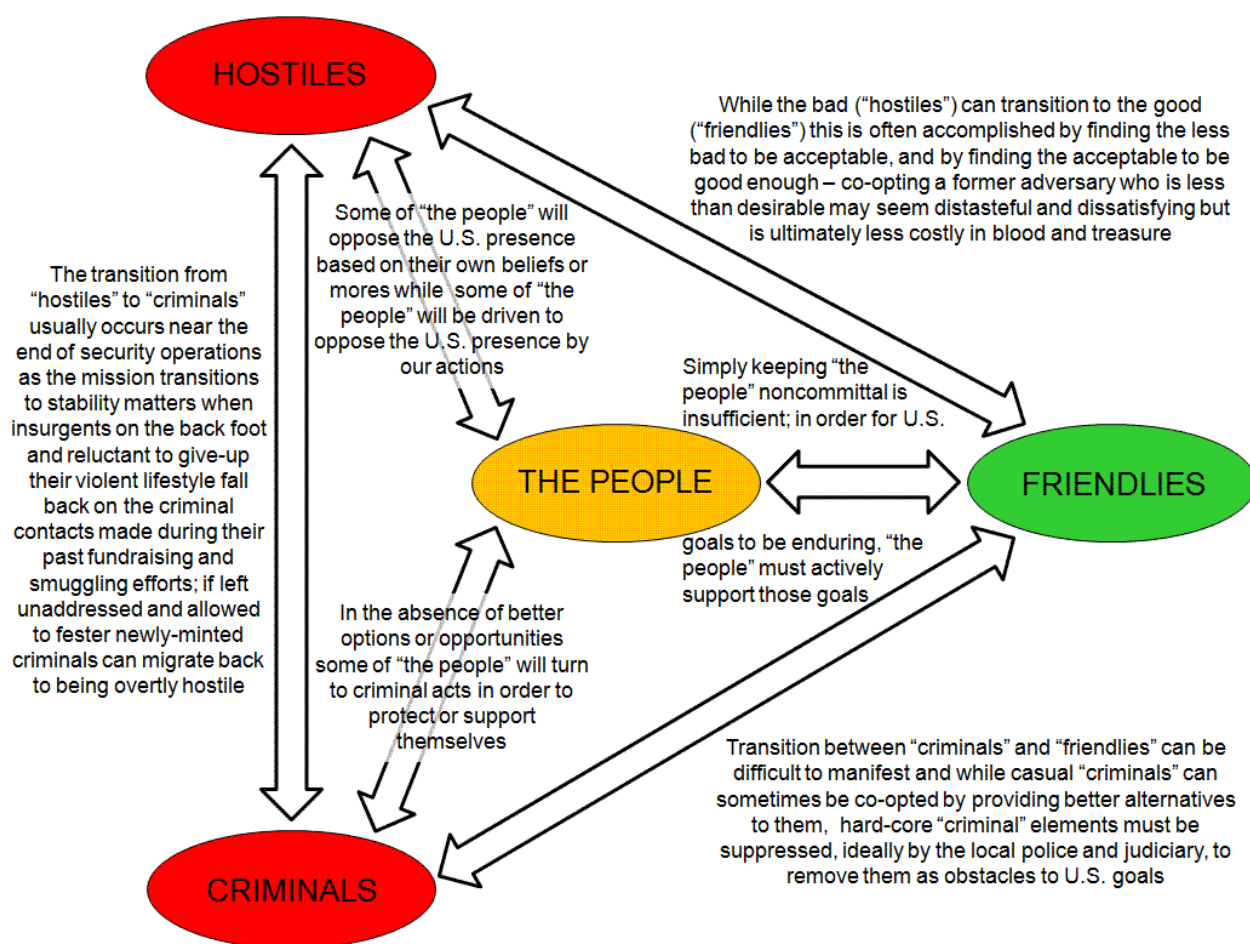 HOSTILES
While the bad (“hostiles”) can transition to the good
(“friendlies”) this is often accomplished by finding the less
bad to be acceptable, and by finding the acceptable to be
good enough – co-opting a former adversary who is less
than desirable may seem distasteful and dissatisfying but
is ultimately less costly in blood and treasure
Some of “the people” will
oppose the U.S. presence
based on their own beliefs or
mores while some of “the
people” will be driven to
oppose the U.S. presence by
our actions
The transition from
“hostiles” to “criminals”
usually occurs near the
end of security operations
as the mission transitions
to stability matters when
insurgents on the back foot
and reluctant to give-up
their violent lifestyle fall
back on the criminal
contacts made during their
past fundraising and
smuggling efforts; if left
unaddressed and allowed
to fester newly-minted
criminals can migrate back
to being overtly hostile
Simply keeping “the
people” noncommittal is
insufficient; in order for U.S.
THE PEOPLE
FRIENDLIES
goals to be enduring, “the
people” must actively
support those goals
In the absence of better
options or opportunities
some of “the people” will turn
to criminal acts in order to
protect or support
themselves
Transition between “criminals” and “friendlies” can be
difficult to manifest and while casual “criminals” can
sometimes be co-opted by providing better alternatives
to them, hard-core “criminal” elements must be
suppressed, ideally by the local police and judiciary, to
remove them as obstacles to U.S. goals
CRIMINALS